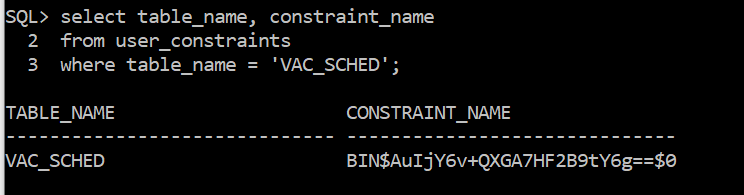 SQL> select table_name, constraint_name
  2  from user_constraints
  3  where table_name = 'VAC_SCHED';
TABLE_NAME                     CONSTRAINT_NAME
------------------------------ ------------------------------
VAC_SCHED                      BIN$AuIjY6v+QXGA7HF2B9tY6g==$0